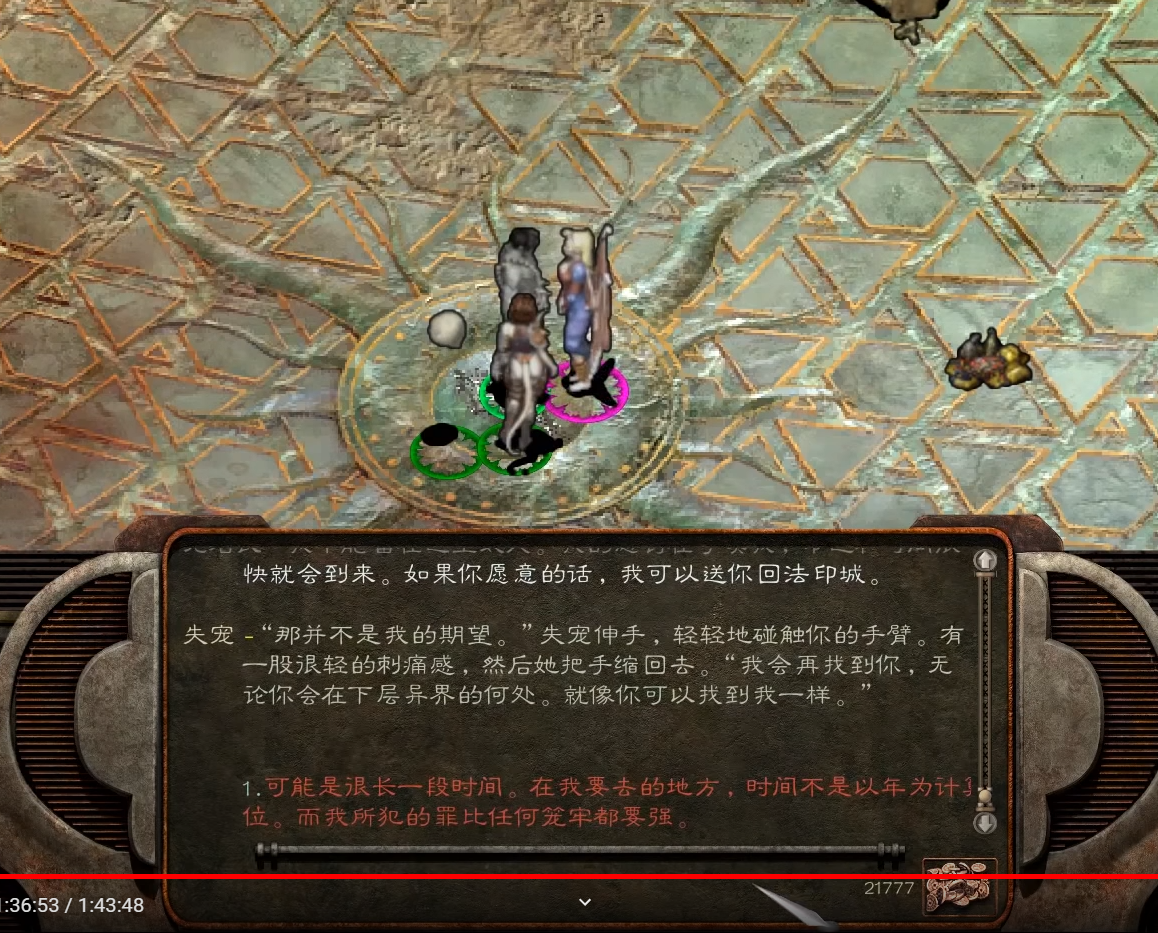 快就会到来。如果你愿意的话，我可以送你回法印城。
失宠 - “那并不是我的期望。”失宠伸手，轻轻地碰触你的手臂。有
一股很轻的刺痛感，然后她把手缩回去。“我会再找到你，无
论你会在下层异界的何处。就像你可以找到我一样。”
1.可能是很长一段时间。在我要去的地方，时间不是以年为计
位。而我所犯的罪比任何笼牢都要强。
21777
1:36:53 / 1:43:48